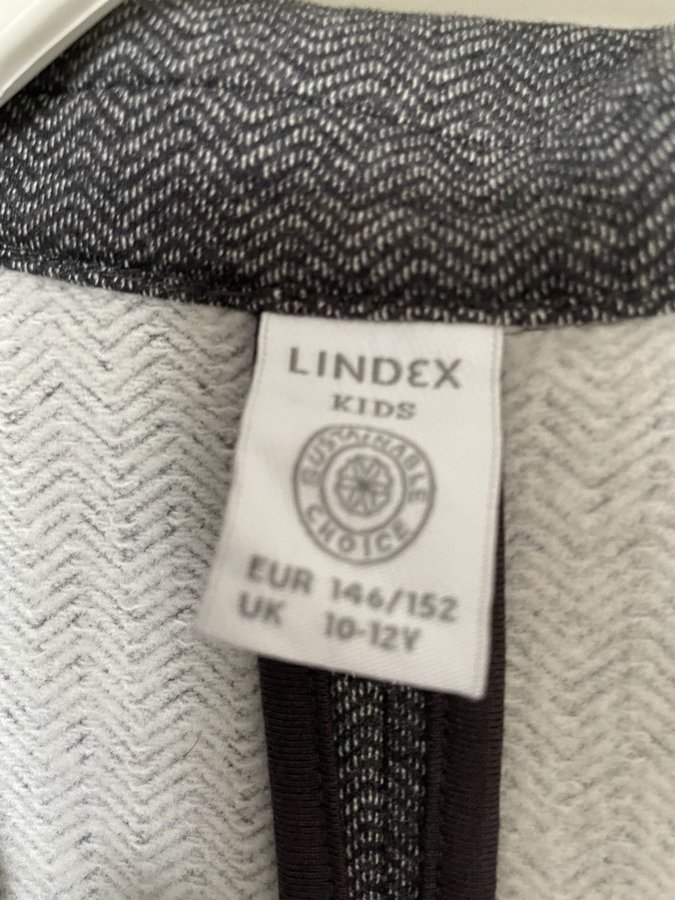 LINDEX
KIDS
SUSTAINABLE
CHOICE
EUR 146/152
UK 10-12Y